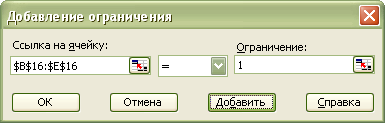 Добавление ограничения
Ссылка на ячейку: Ограничение:
$B$16:$E$16 = 1
ОК Отмена Добавить Справка